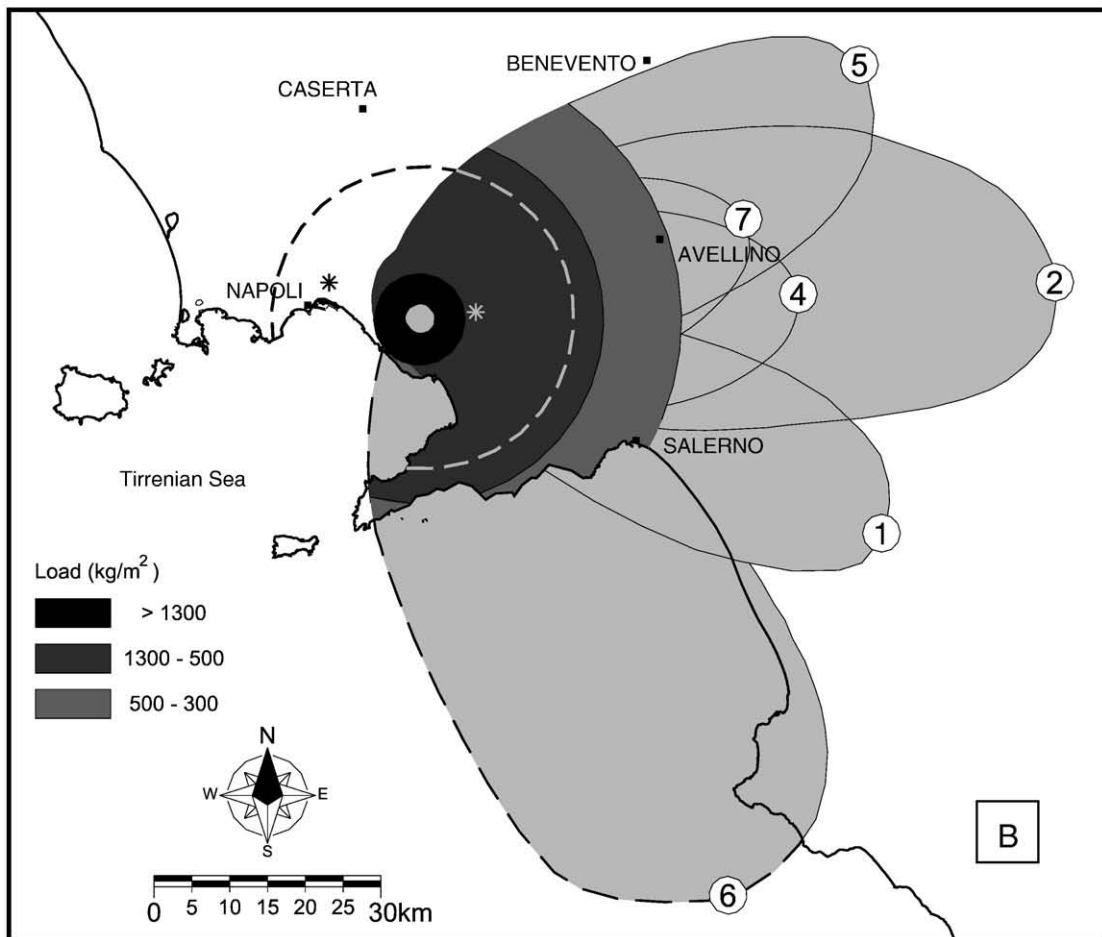 BENEVENTO
5
CASERTA
2
7
AVELLINO
NAPOLI
4
SALERNO
Tirrenian Sea
1
Load (kg/m²)
> 1300
1300 - 500
500 - 300
N
W E
S
B
0 5 10 15 20 25 30km
6